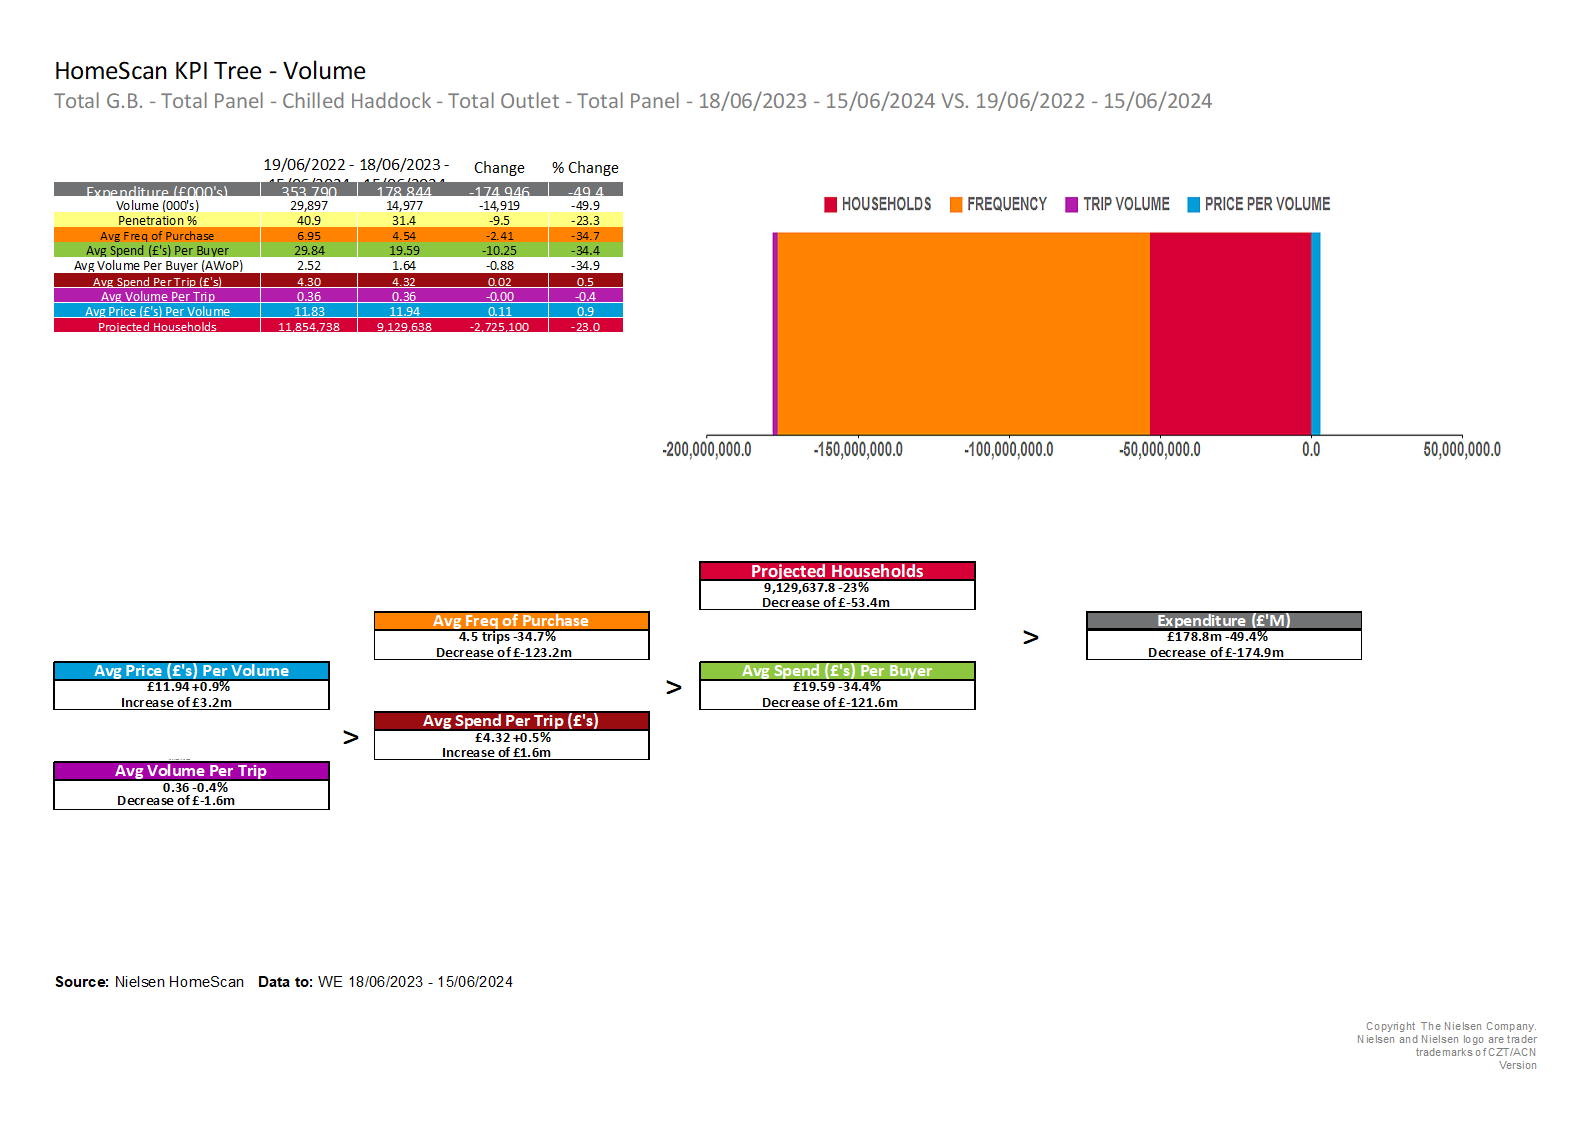 HomeScan KPI Tree - Volume
Total G.B. - Total Panel - Chilled Haddock - Total Outlet - Total Panel - 18/06/2023 - 15/06/2024 VS. 19/06/2022 - 15/06/2024
19/06/2022 - 18/06/2023 - Change % Change
15/06/2024 15/06/2024
Expenditure (£000's) 353,790 178,844 -174,946 -49.4
Volume (000's) 29,897 14,977 -14,919 -49.9
Penetration % 40.9 31.4 -9.5 -23.3
Avg Freq of Purchase 6.95 4.54 -2.41 -34.7
Avg Spend (£'s) Per Buyer 29.84 19.59 -10.25 -34.4
Avg Volume Per Buyer (AWoP) 2.52 1.64 -0.88 -34.9
Avg Spend Per Trip (£'s) 4.30 4.32 0.02 0.5
Avg Volume Per Trip 0.36 0.36 -0.00 -0.4
Avg Price (£'s) Per Volume 11.83 11.94 0.11 0.9
Projected Households 11,854,738 9,129,638 -2,725,100 -23.0
HOUSEHOLDS FREQUENCY TRIP VOLUME PRICE PER VOLUME
-200,000,000.0 -150,000,000.0 -100,000,000.0 -50,000,000.0 0.0 50,000,000.0
Projected Households
9,129,637.8 -23%
Decrease of £-53.4m
Avg Freq of Purchase
4.5 trips -34.7%
Decrease of £-123.2m
>
Expenditure (£'M)
£178.8m -49.4%
Decrease of £-174.9m
Avg Price (£'s) Per Volume
£11.94 +0.9%
Increase of £3.2m
>
Avg Spend (£'s) Per Buyer
£19.59 -34.4%
Decrease of £-121.6m
>
Avg Spend Per Trip (£'s)
£4.32 +0.5%
Increase of £1.6m
Avg Volume Per Trip
0.36 -0.4%
Decrease of £-1.6m
Source: Nielsen HomeScan Data to: WE 18/06/2023 - 15/06/2024
Copyright The Nielsen Company.
Nielsen and Nielsen logo are trader
trademarks of CZT/ACN
Version